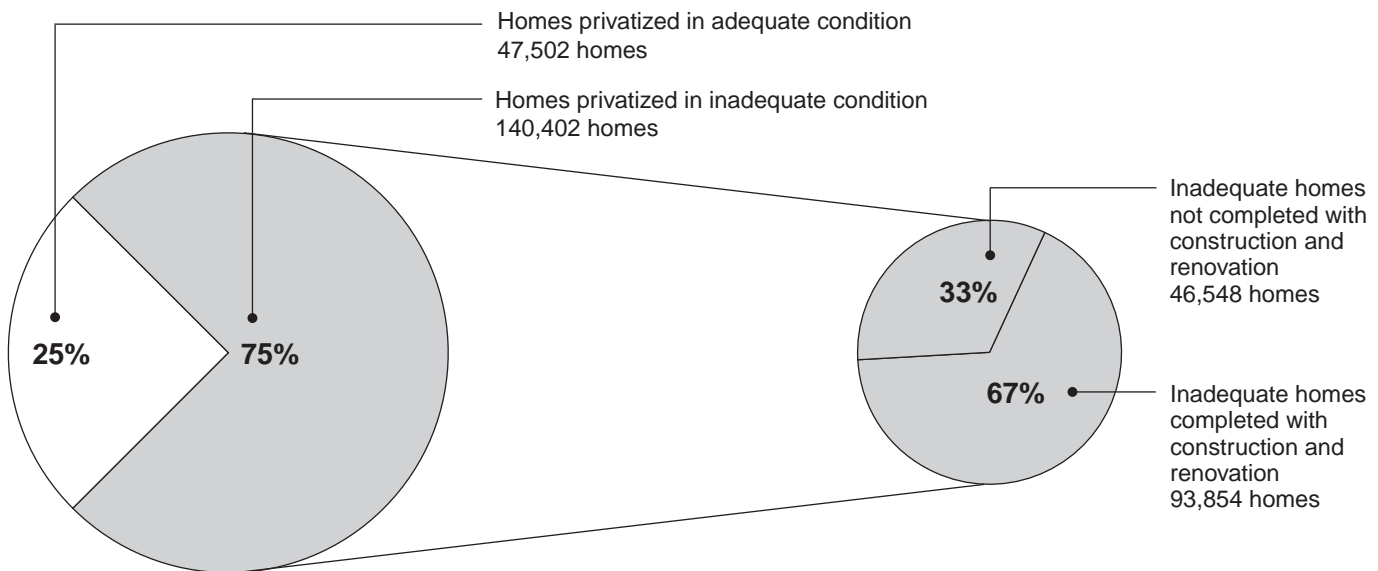 Homes privatized in adequate condition
47,502 homes
Homes privatized in inadequate condition
140,402 homes
25%
75%
33%
67%
Inadequate homes
not completed with
construction and
renovation
46,548 homes
Inadequate homes
completed with
construction and
renovation
93,854 homes